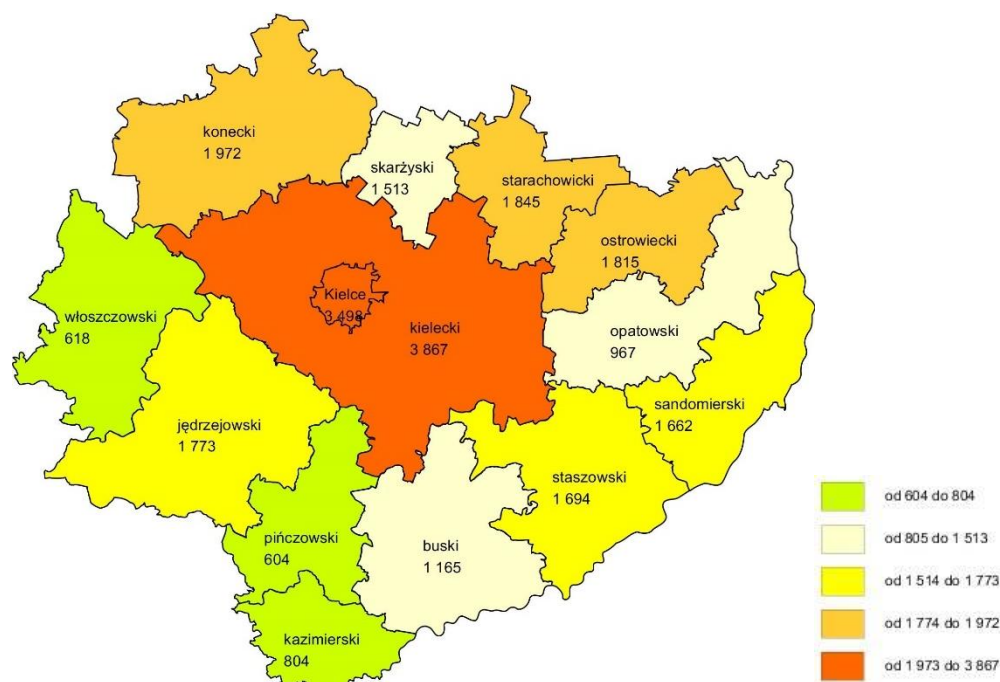 konecki
1 972
skarżyski
1 513
starachowicki
1 845
ostrowiecki
1 815
Kielce
3 498
włoszczowski
618
kielecki
3 867
opatowski
967
sandomierski
1 662
jędrzejowski
1 773
staszowski
1 694
pińczowski
604
buski
1 165
kazimierski
804
od 604 do 804
od 805 do 1 513
od 1 514 do 1 773
od 1 774 do 1 972
od 1 973 do 3 867